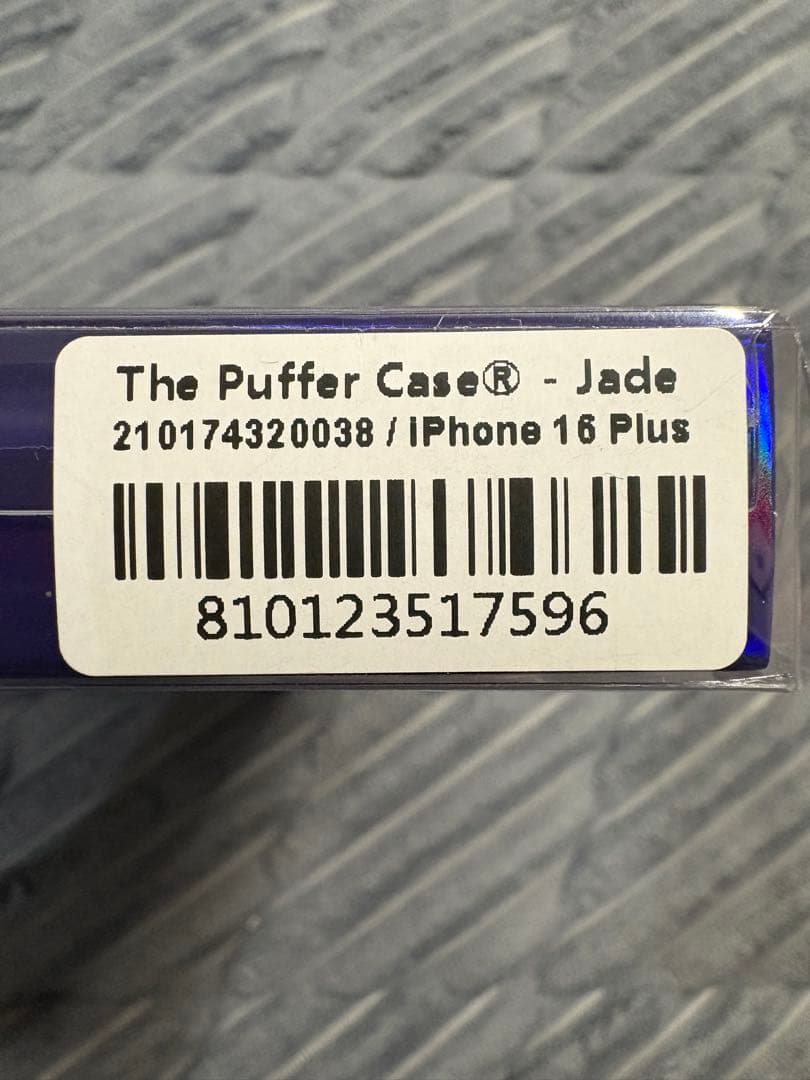 The Puffer Case® - Jade
210174320038 / iPhone 16 Plus
810123517596